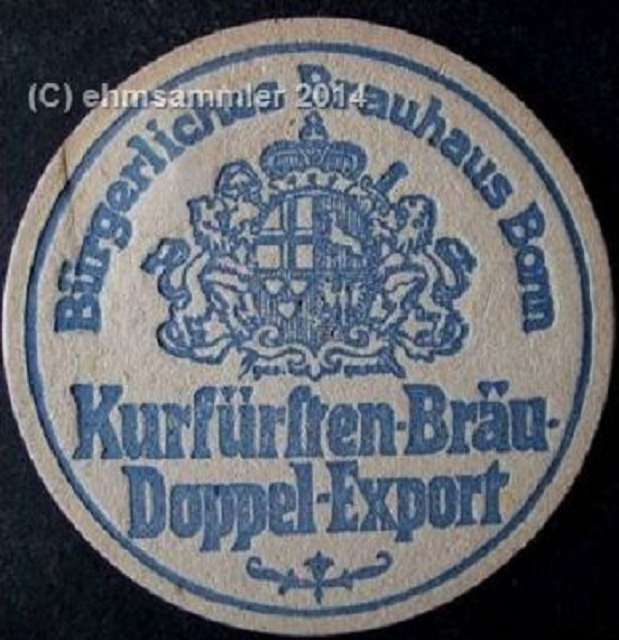 (C) ehmsammler 2014
Bürgerliches Brauhaus Bonn
Kurfürſten-Bräu-
Doppel-Export